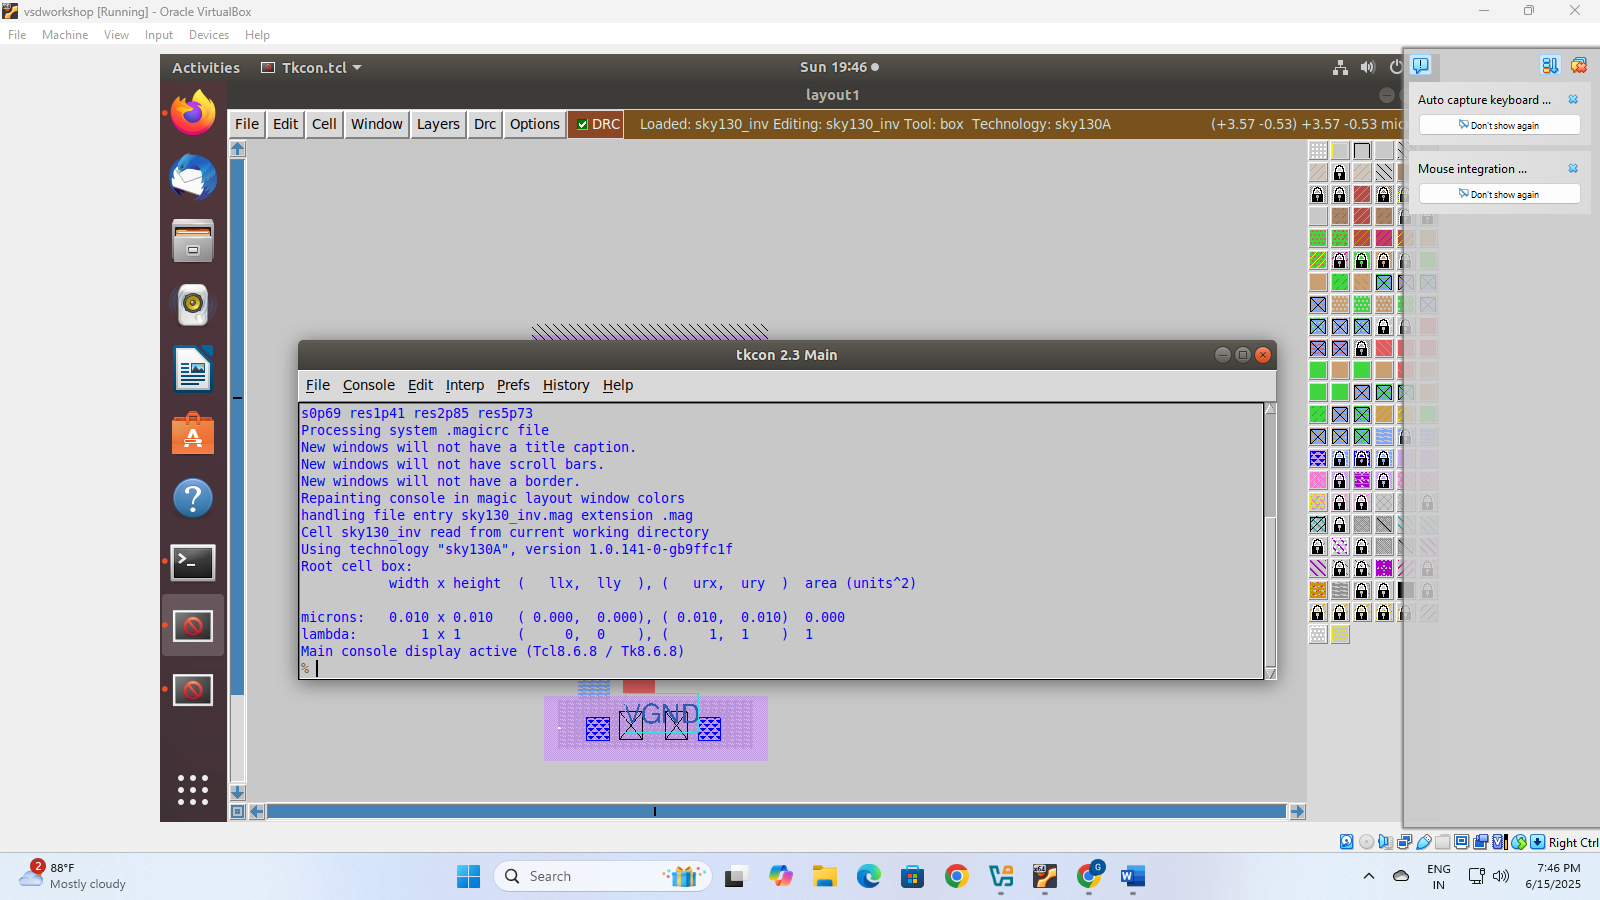 vsdworkshop [Running] - Oracle VirtualBox
File Machine View Input Devices Help
Activities Tkcon.tcl Sun 19:46
layout1
File Edit Cell Window Layers Drc Options DRC Loaded: sky130_inv Editing: sky130_inv Tool: box Technology: sky130A (+3.57 -0.53) +3.57 -0.53
Auto capture keyboard ...
Don't show again
Mouse integration ...
Don't show again
tkcon 2.3 Main
File Console Edit Interp Prefs History Help
s0p69 res1p41 res2p85 res5p73
Processing system .magicrc file
New windows will not have a title caption.
New windows will not have scroll bars.
New windows will not have a border.
Repainting console in magic layout window colors
handling file entry sky130_inv.mag extension .mag
Cell sky130_inv read from current working directory
Using technology "sky130A", version 1.0.141-0-gb9ffc1f
Root cell box:
width x height ( llx, lly ), ( urx, ury ) area (units^2)
microns: 0.010 x 0.010 ( 0.000, 0.000), ( 0.010, 0.010) 0.000
lambda: 1 x 1 ( 0, 0 ), ( 1, 1 ) 1
Main console display active (Tcl8.6.8 / Tk8.6.8)
%
VGND
Right Ctrl
2
88°F
Mostly cloudy
Search
ENG
IN
7:46 PM
6/15/2025